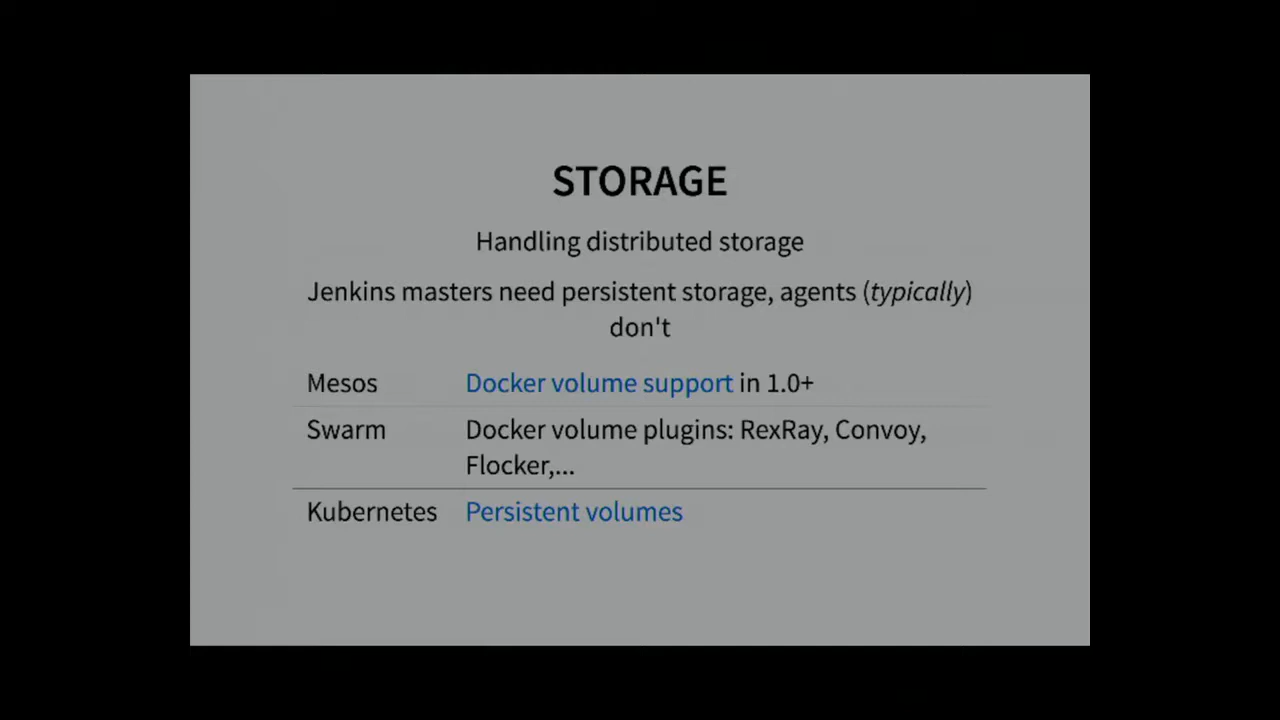 STORAGE
Handling distributed storage
Jenkins masters need persistent storage, agents (typically)
don't
Mesos Docker volume support in 1.0+
Swarm Docker volume plugins: RexRay, Convoy,
Flocker,...
Kubernetes Persistent volumes